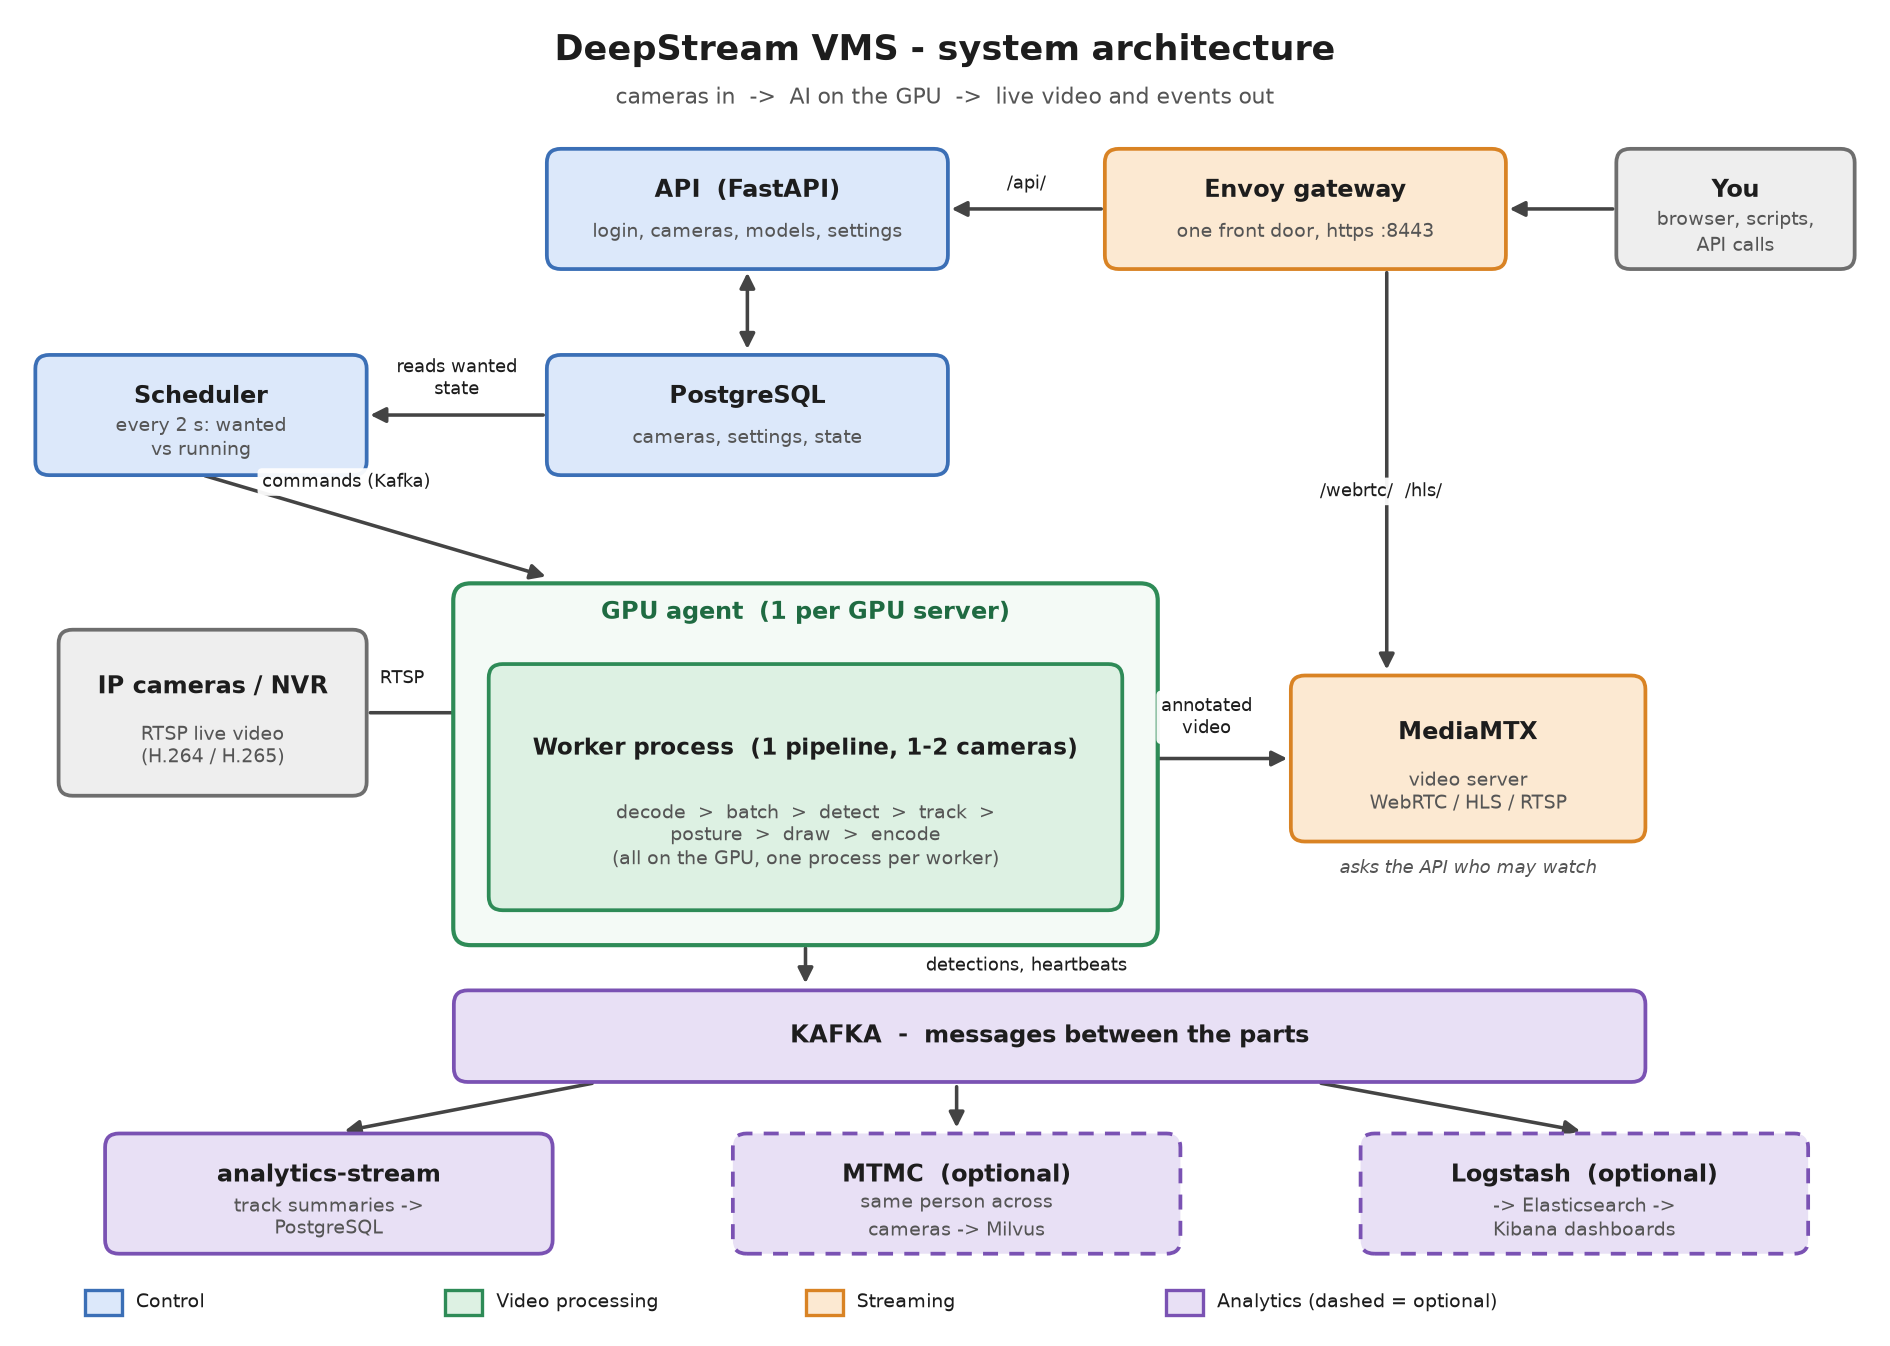 DeepStream VMS - system architecture
cameras in  ->  AI on the GPU  ->  live video and events out
API  (FastAPI)
login, cameras, models, settings
/api/
Envoy gateway
one front door, https :8443
You
browser, scripts,
API calls
Scheduler
every 2 s: wanted
vs running
reads wanted
state
PostgreSQL
cameras, settings, state
commands (Kafka)
/webrtc/  /hls/
GPU agent  (1 per GPU server)
IP cameras / NVR
RTSP live video
(H.264 / H.265)
RTSP
Worker process  (1 pipeline, 1-2 cameras)
decode  >  batch  >  detect  >  track  >
posture  >  draw  >  encode
(all on the GPU, one process per worker)
annotated
video
MediaMTX
video server
WebRTC / HLS / RTSP
asks the API who may watch
detections, heartbeats
KAFKA  -  messages between the parts
analytics-stream
track summaries ->
PostgreSQL
MTMC  (optional)
same person across
cameras -> Milvus
Logstash  (optional)
-> Elasticsearch ->
Kibana dashboards
Control
Video processing
Streaming
Analytics (dashed = optional)